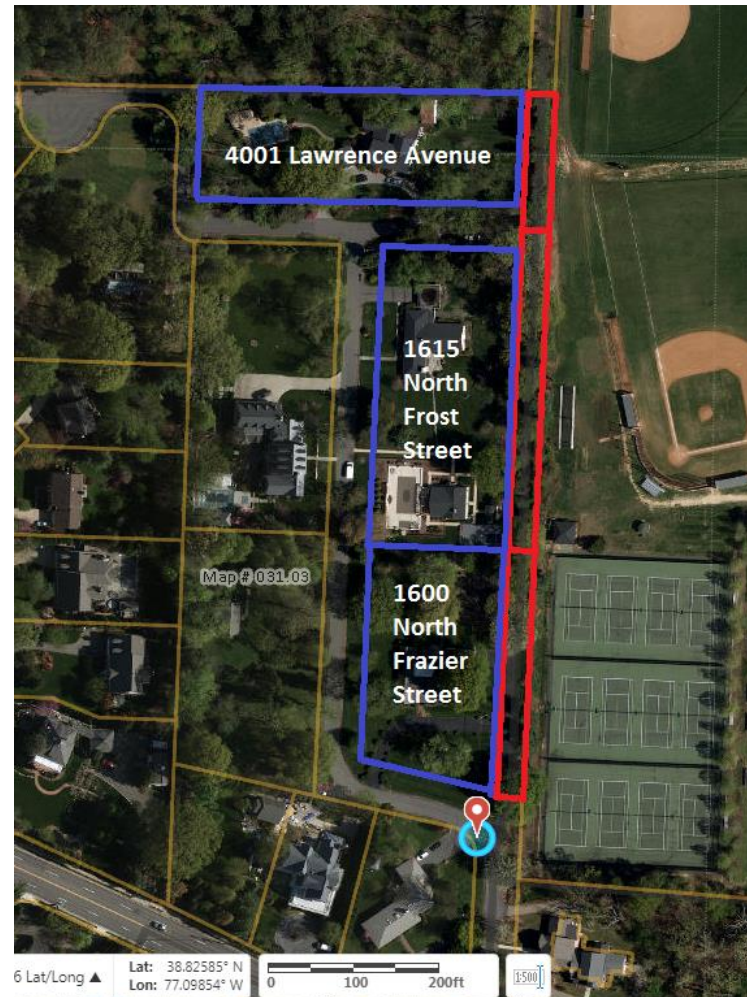 4001 Lawrence Avenue
1615
North
Frost
Street
Map # 031.03
1600
North
Frazier
Street
6 Lat/Long ▲
Lat: 38.82585° N
Lon: 77.09854° W
0 100 200ft
1:500